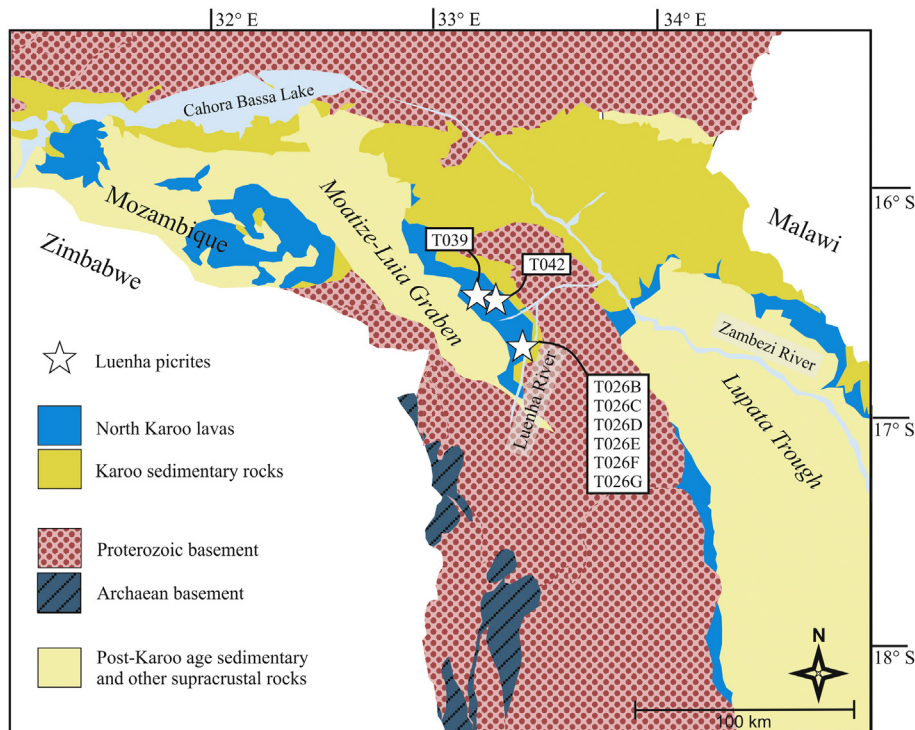 32° E
33° E
34° E
Cahora Bassa Lake
16° S
Mozambique
Zimbabwe
Moatize-Luia Graben
T039
T042
Malawi
Zambezi River
Luenha River
Lupata Trough
T026B
T026C
T026D
T026E
T026F
T026G
17° S
Luenha picrites
North Karoo lavas
Karoo sedimentary rocks
Proterozoic basement
Archaean basement
Post-Karoo age sedimentary
and other supracrustal rocks
N
18° S
100 km